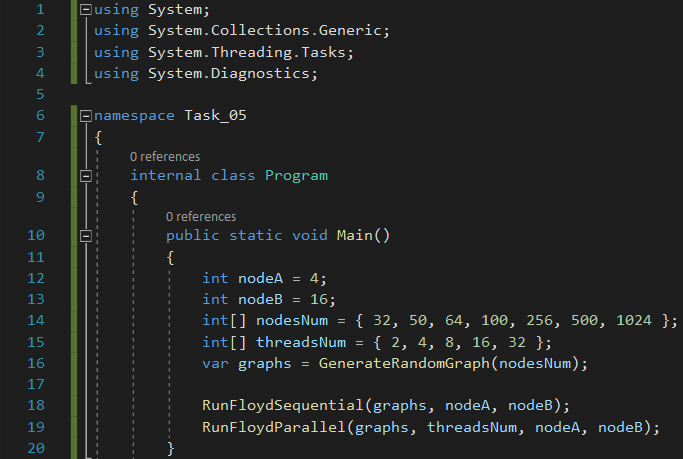 1 using System;
2 using System.Collections.Generic;
3 using System.Threading.Tasks;
4 using System.Diagnostics;
5
6 namespace Task_05
7 {
0 references
8 internal class Program
9 {
0 references
10 public static void Main()
11 {
12 int nodeA = 4;
13 int nodeB = 16;
14 int[] nodesNum = { 32, 50, 64, 100, 256, 500, 1024 };
15 int[] threadsNum = { 2, 4, 8, 16, 32 };
16 var graphs = GenerateRandomGraph(nodesNum);
17
18 RunFloydSequential(graphs, nodeA, nodeB);
19 RunFloydParallel(graphs, threadsNum, nodeA, nodeB);
20 }